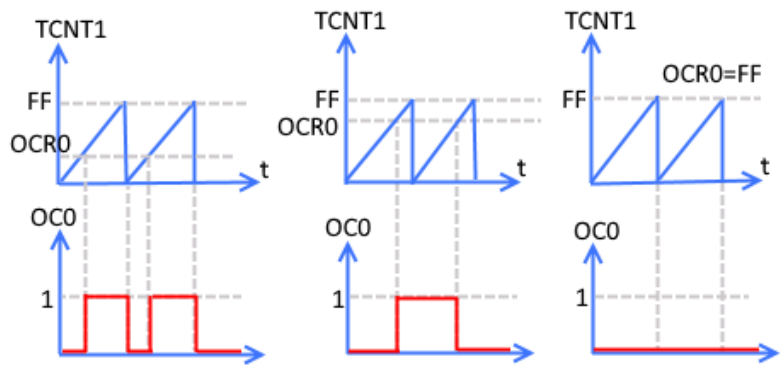 TCNT1
FF
OCR0
t
OC0
1
TCNT1
FF
OCR0
t
OC0
1
TCNT1
OCR0=FF
FF
t
OC0
1